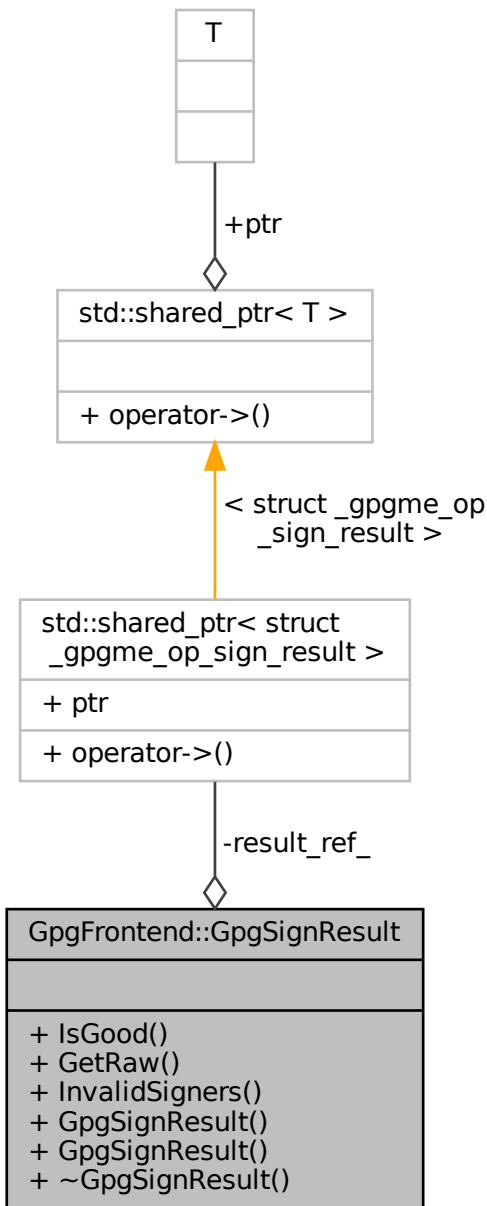 T
+ptr
std::shared_ptr< T >
+ operator->()
< struct _gpgme_op
_sign_result >
std::shared_ptr< struct
_gpgme_op_sign_result >
+ ptr
+ operator->()
-result_ref_
GpgFrontend::GpgSignResult
+ IsGood()
+ GetRaw()
+ InvalidSigners()
+ GpgSignResult()
+ GpgSignResult()
+ ~GpgSignResult()